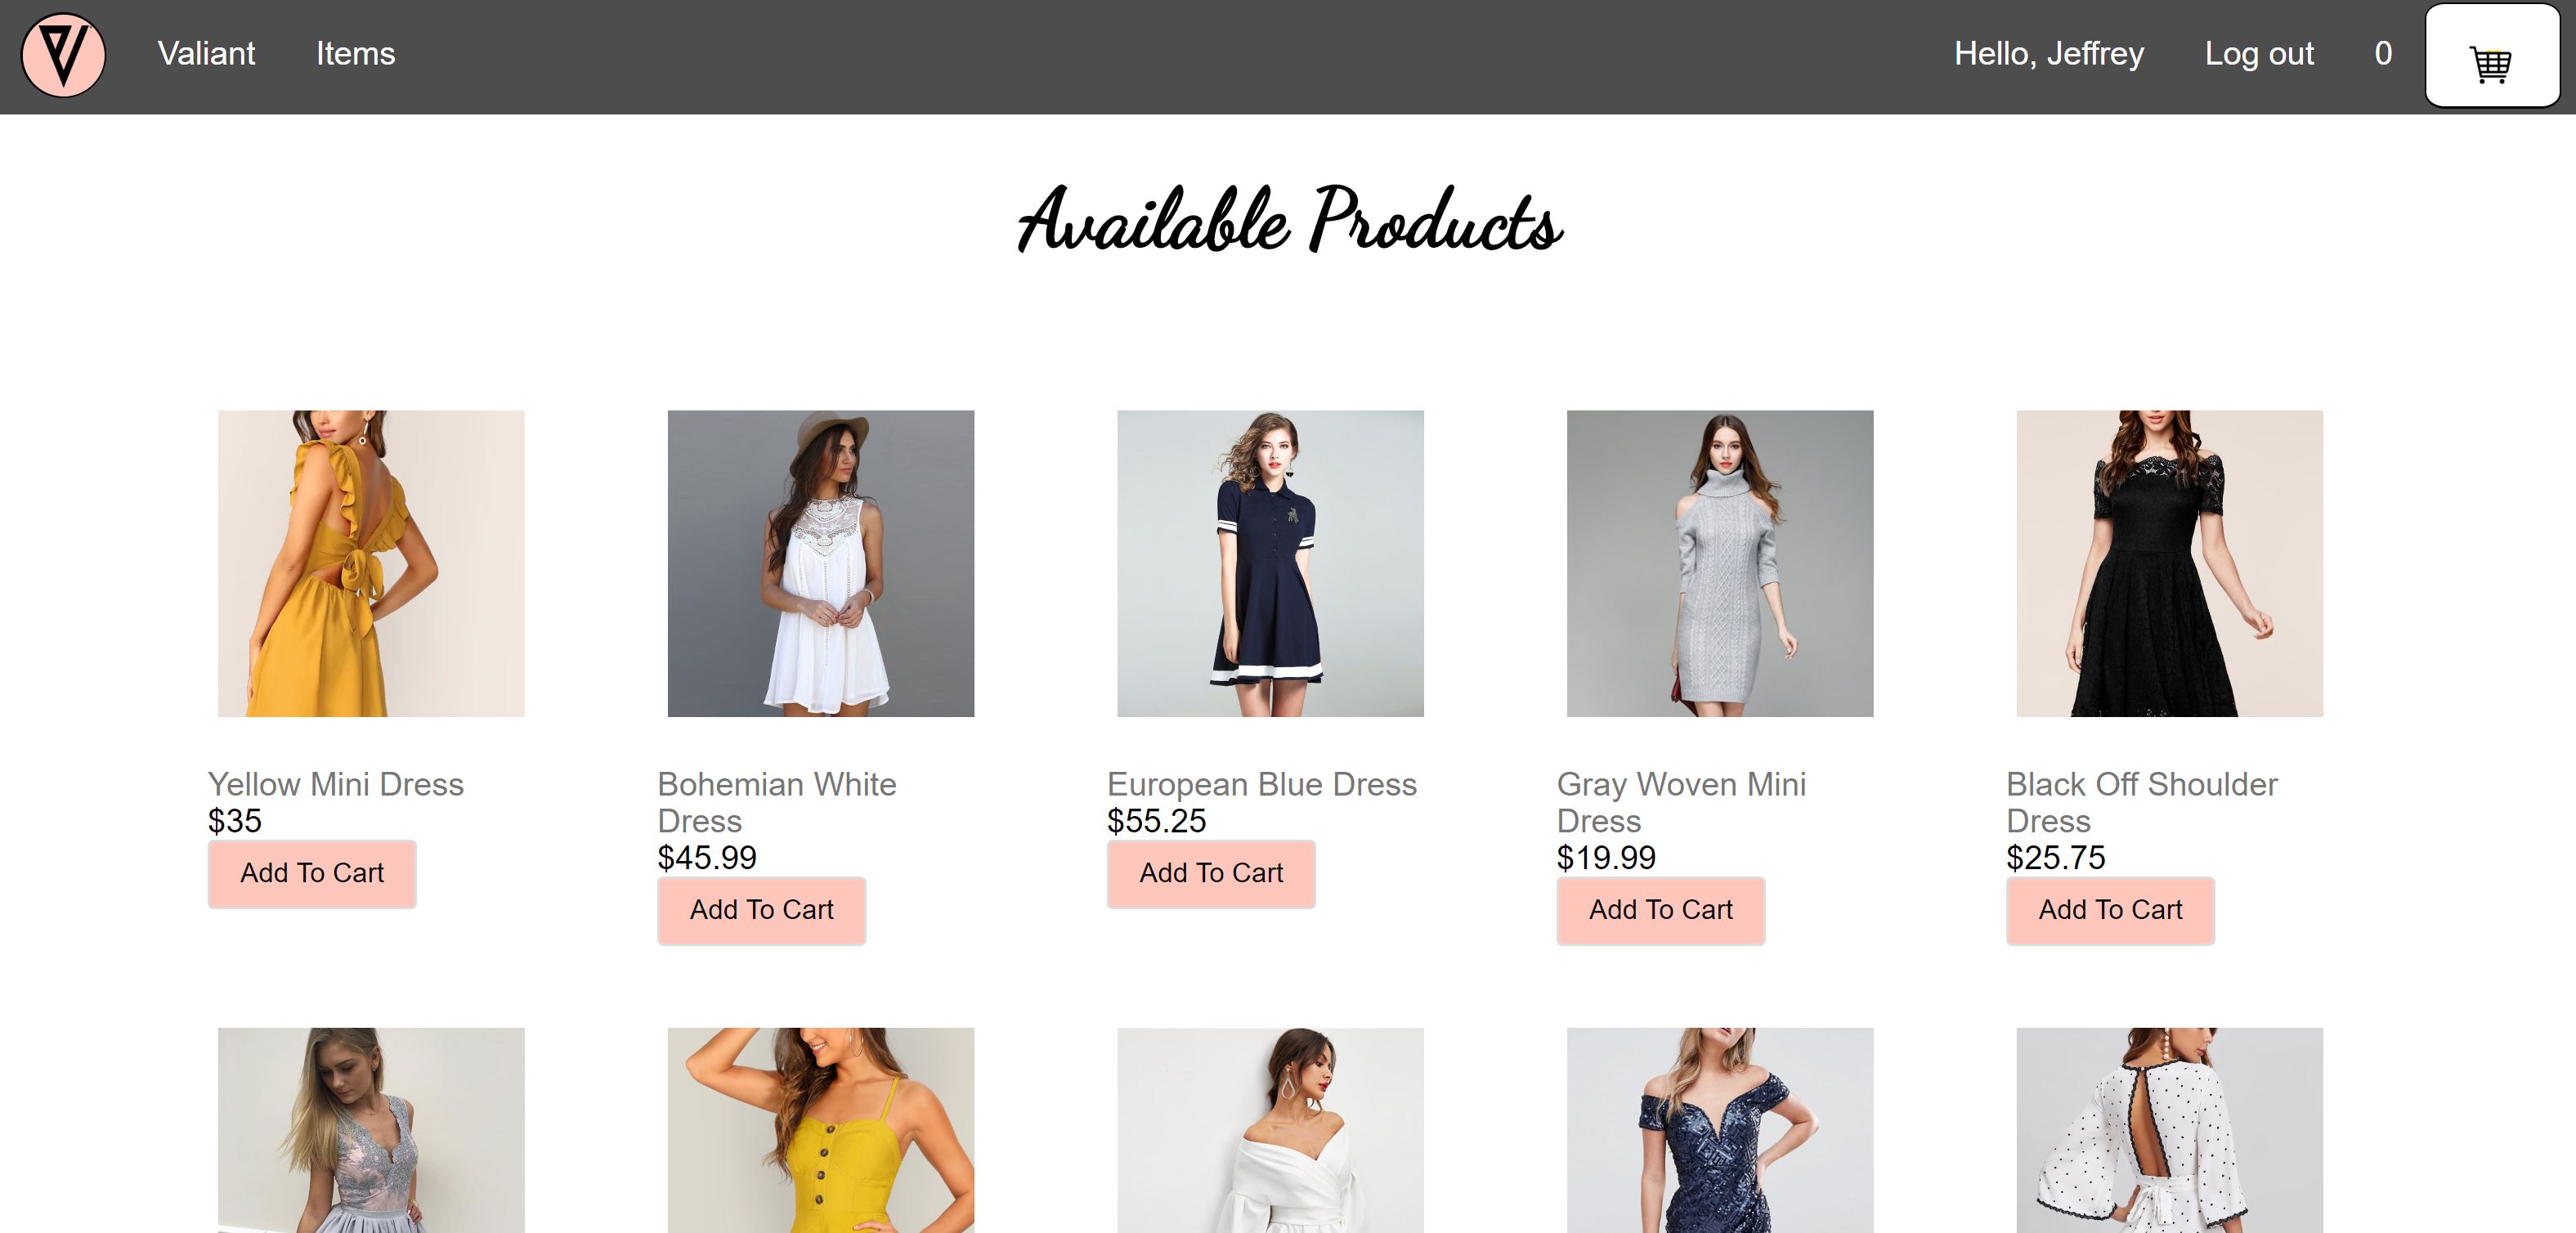 Valiant Items Hello, Jeffrey Log out 0
Available Products
Yellow Mini Dress
$35
Add To Cart
Bohemian White
Dress
$45.99
Add To Cart
European Blue Dress
$55.25
Add To Cart
Gray Woven Mini
Dress
$19.99
Add To Cart
Black Off Shoulder
Dress
$25.75
Add To Cart